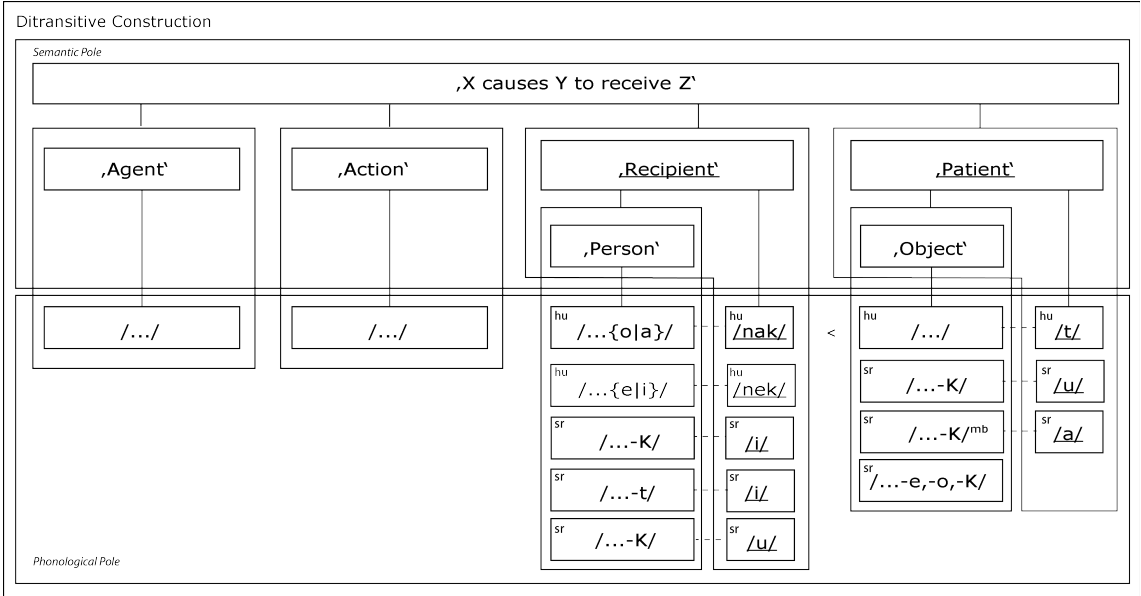 Ditransitive Construction
Semantic Pole
‚X causes Y to receive Z‛
‚Agent‛
‚Action‛
‚Recipient‛
‚Patient‛
‚Person‛
‚Object‛
/.../
/.../
hu /...{o|a}/
hu /nak/
<
hu /.../
hu /t/
hu /...{e|i}/
hu /nek/
sr /...-K/
sr /u/
sr /...-K/
sr /i/
sr /...-K/ᵐᵇ
sr /a/
sr /...-t/
sr /i/
sr /...-e,-o,-K/
sr /...-K/
sr /u/
Phonological Pole